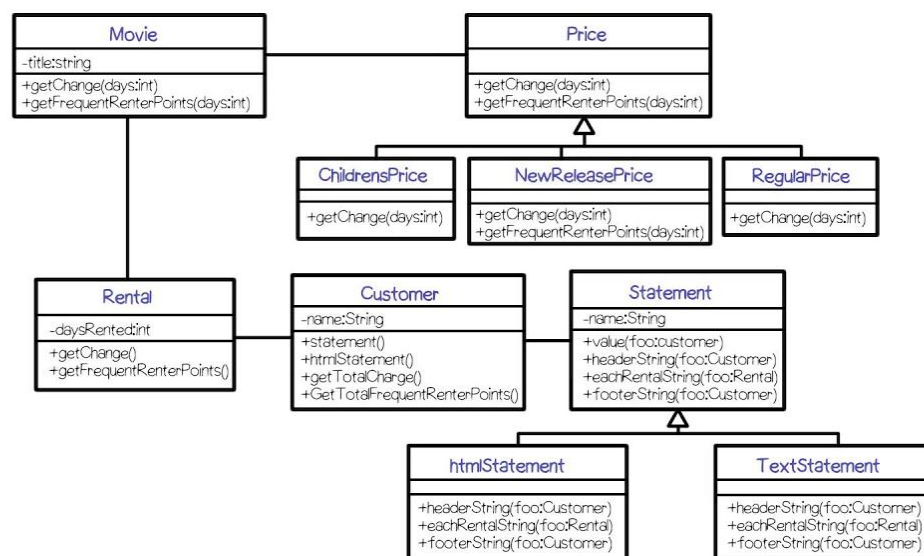 Movie
-title:string
+getChange(days:int)
+getFrequentRenterPoints(days:int)
Price
+getChange(days:int)
+getFrequentRenterPoints(days:int)
ChildrensPrice
+getChange(days:int)
NewReleasePrice
+getChange(days:int)
+getFrequentRenterPoints(days:int)
RegularPrice
+getChange(days:int)
Rental
-daysRented:int
+getChange()
+getFrequentRenterPoints()
Customer
-name:String
+statement()
+htmlStatement()
+getTotalCharge()
+GetTotalFrequentRenterPoints()
Statement
-name:String
+value(foo:customer)
+headerString(foo:Customer)
+eachRentalString(foo:Rental)
+footerString(foo:Customer)
htmlStatement
+headerString(foo:Customer)
+eachRentalString(foo:Rental)
+footerString(foo:Customer)
TextStatement
+headerString(foo:Customer)
+eachRentalString(foo:Rental)
+footerString(foo:Customer)